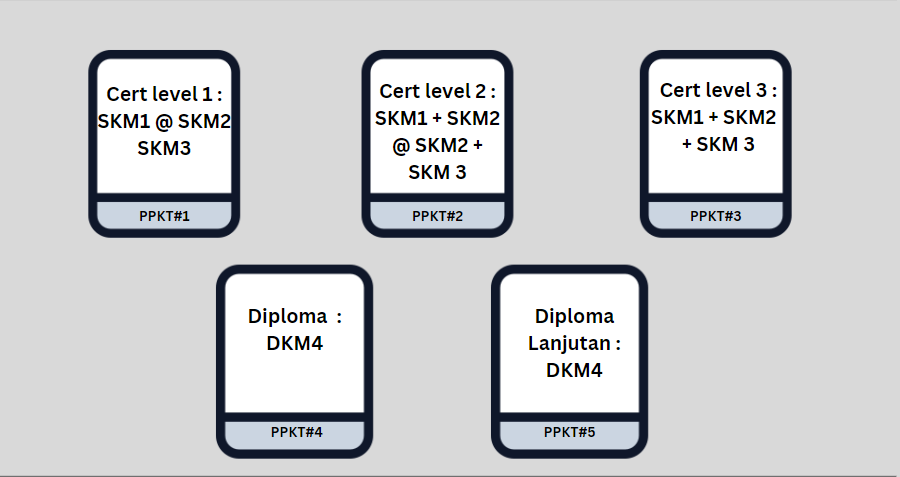 Cert level 1 :
SKM1 @ SKM2
SKM3
PPKT#1
Cert level 2 :
SKM1 + SKM2
@ SKM2 +
SKM 3
PPKT#2
Cert level 3 :
SKM1 + SKM2
+ SKM 3
PPKT#3
Diploma :
DKM4
PPKT#4
Diploma
Lanjutan :
DKM4
PPKT#5